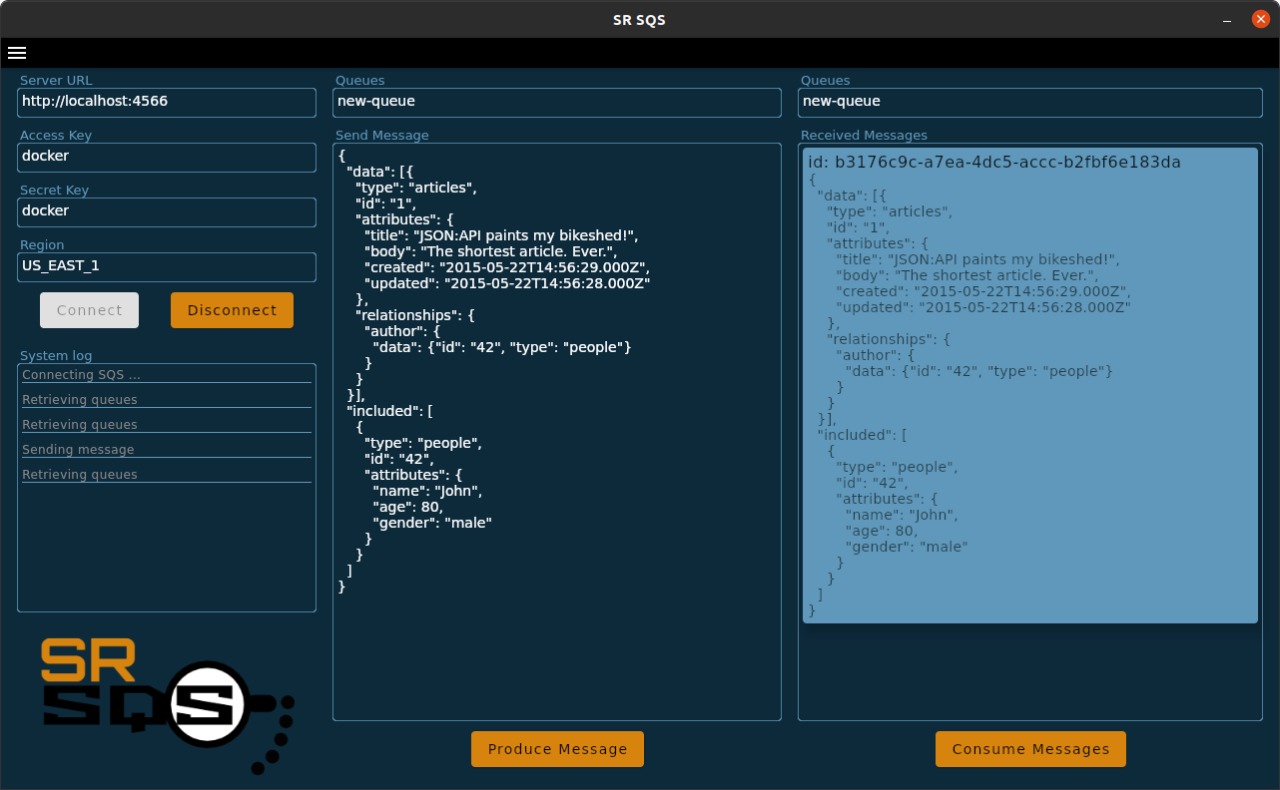 SR SQS
Server URL
http://localhost:4566
Access Key
docker
Secret Key
docker
Region
US_EAST_1
Connect
Disconnect
System log
Connecting SQS ...
Retrieving queues
Retrieving queues
Sending message
Retrieving queues
SR
SQS
Queues
new-queue
Send Message
{
"data": [{
"type": "articles",
"id": "1",
"attributes": {
"title": "JSON:API paints my bikeshed!",
"body": "The shortest article. Ever.",
"created": "2015-05-22T14:56:29.000Z",
"updated": "2015-05-22T14:56:28.000Z"
},
"relationships": {
"author": {
"data": {"id": "42", "type": "people"}
}
}
}],
"included": [
{
"type": "people",
"id": "42",
"attributes": {
"name": "John",
"age": 80,
"gender": "male"
}
}
]
}
Produce Message
Queues
new-queue
Received Messages
id: b3176c9c-a7ea-4dc5-accc-b2fbf6e183da
{
"data": [{
"type": "articles",
"id": "1",
"attributes": {
"title": "JSON:API paints my bikeshed!",
"body": "The shortest article. Ever.",
"created": "2015-05-22T14:56:29.000Z",
"updated": "2015-05-22T14:56:28.000Z"
},
"relationships": {
"author": {
"data": {"id": "42", "type": "people"}
}
}
}],
"included": [
{
"type": "people",
"id": "42",
"attributes": {
"name": "John",
"age": 80,
"gender": "male"
}
}
]
}
Consume Messages